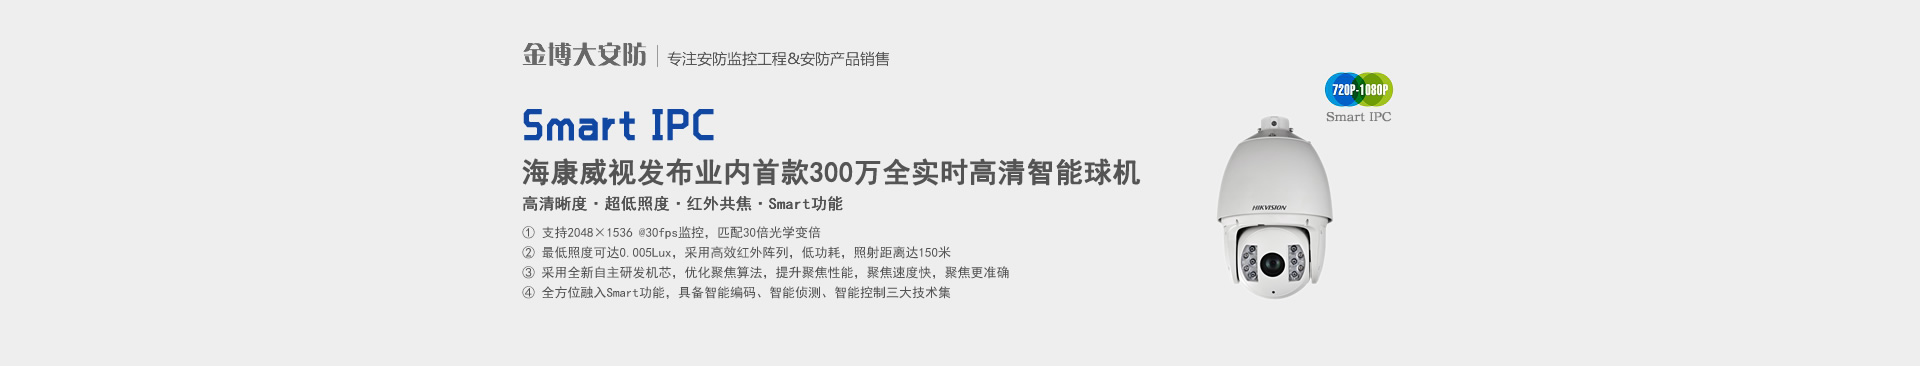 金博大安防 专注安防监控工程&安防产品销售
720P-1080P
Smart IPC
Smart IPC
海康威视发布业内首款300万全实时高清智能球机
高清晰度·超低照度·红外共焦·Smart功能
① 支持2048×1536 @30fps监控，匹配30倍光学变倍
② 最低照度可达0.005Lux，采用高效红外阵列，低功耗，照射距离达150米
③ 采用全新自主研发机芯，优化聚焦算法，提升聚焦性能，聚焦速度快，聚焦更准确
④ 全方位融入Smart功能，具备智能编码、智能侦测、智能控制三大技术集
HIKVISION